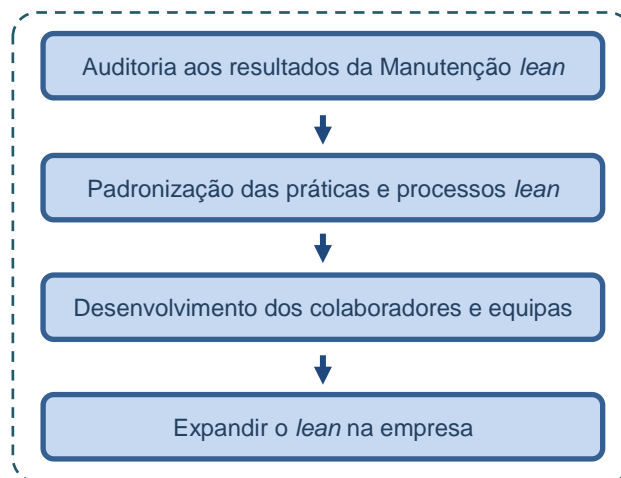 Auditoria aos resultados da Manutenção lean
Padronização das práticas e processos lean
Desenvolvimento dos colaboradores e equipas
Expandir o lean na empresa